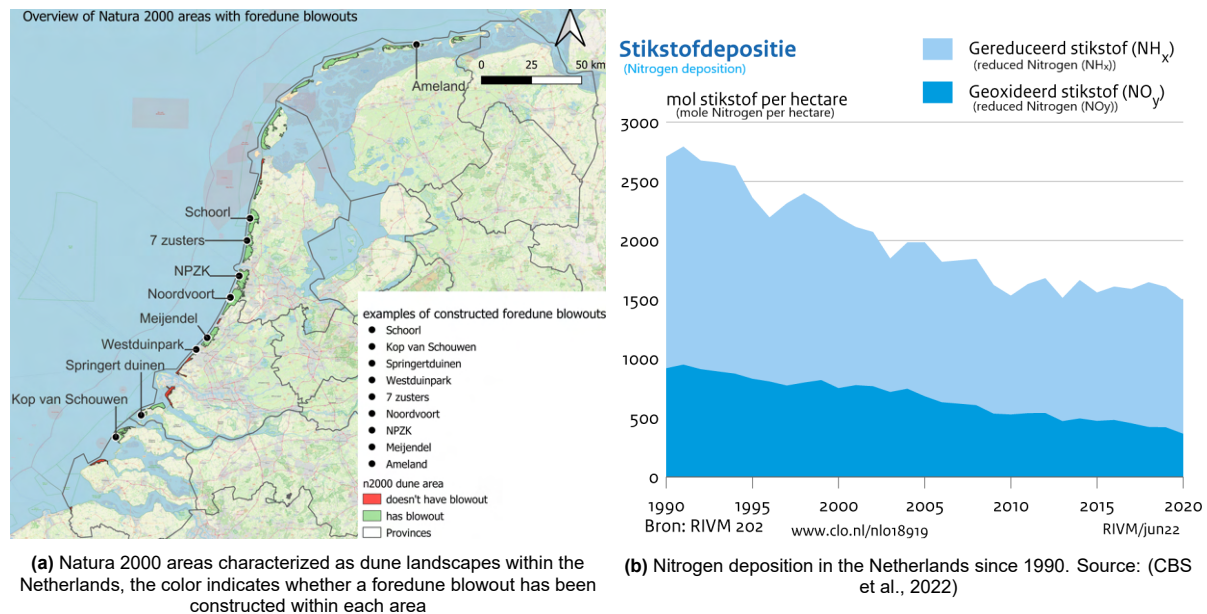 Overview of Natura 2000 areas with foredune blowouts
0 25 50 km
Ameland
Schoorl
7 zusters
NPZK
Noordvoort
Meijendel
Westduinpark
Springert duinen
Kop van Schouwen
examples of constructed foredune blowouts
Schoorl
Kop van Schouwen
Springertduinen
Westduinpark
7 zusters
Noordvoort
NPZK
Meijendel
Ameland
n2000 dune area
doesn't have blowout
has blowout
Provinces
(a) Natura 2000 areas characterized as dune landscapes within the
Netherlands, the color indicates whether a foredune blowout has been
constructed within each area
Stikstofdepositie
(Nitrogen deposition)
Gereduceerd stikstof (NHx)
(reduced Nitrogen (NHx))
Geoxideerd stikstof (NOy)
(reduced Nitrogen (NOy))
mol stikstof per hectare
(mole Nitrogen per hectare)
3000
2500
2000
1500
1000
500
0
1990 1995 2000 2005 2010 2015 2020
Bron: RIVM 202 www.clo.nl/nl018919 RIVM/jun22
(b) Nitrogen deposition in the Netherlands since 1990. Source: (CBS
et al., 2022)